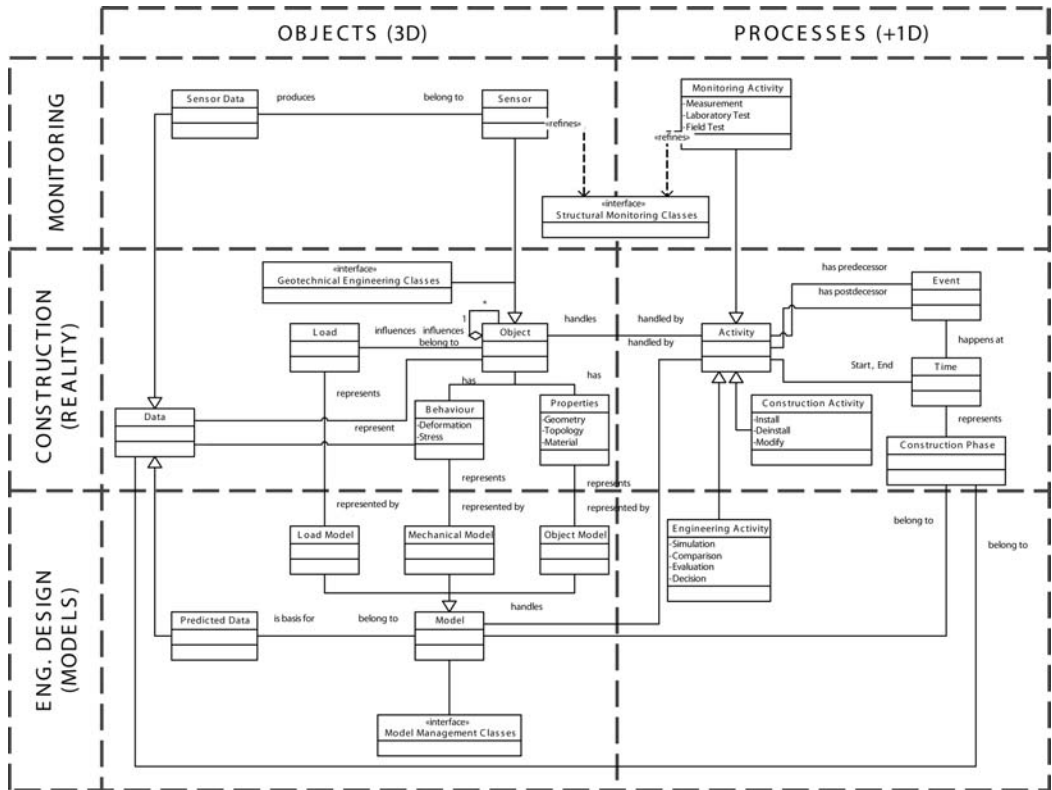 OBJECTS (3D)
PROCESSES (+1D)
MONITORING
Sensor Data
produces
belong to
Sensor
«refines»
Monitoring Activity
-Measurement
-Laboratory Test
-Field Test
«refines»
«interface»
Structural Monitoring Classes
CONSTRUCTION
(REALITY)
«interface»
Geotechnical Engineering Classes
*
1
Load
influences
influences
belong to
Object
handles
handled by
handled by
Activity
has predecessor
has postdecessor
Event
happens at
Start, End
Time
represents
has
has
Data
represent
Behaviour
-Deformation
-Stress
Properties
-Geometry
-Topology
-Material
Construction Activity
-Install
-Deinstall
-Modify
represents
Construction Phase
represents
represents
ENG. DESIGN
(MODELS)
represented by
represented by
represented by
belong to
belong to
Load Model
Mechanical Model
Object Model
Engineering Activity
-Simulation
-Comparison
-Evaluation
-Decision
handles
Predicted Data
is basis for
belong to
Model
«interface»
Model Management Classes